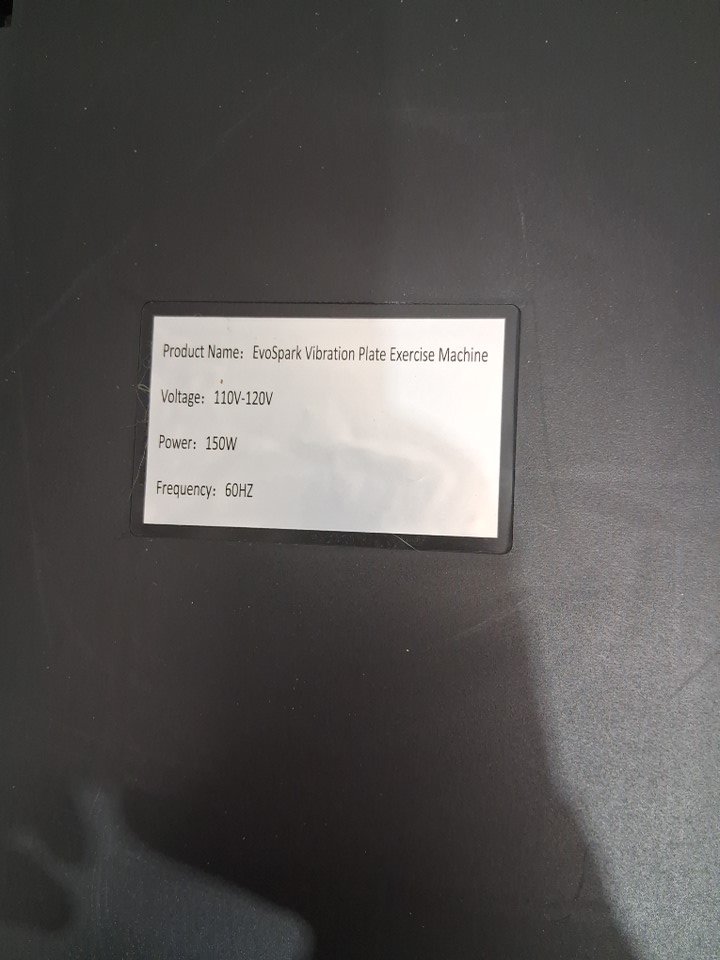 Product Name: EvoSpark Vibration Plate Exercise Machine
Voltage: 110V-120V
Power: 150W
Frequency: 60HZ